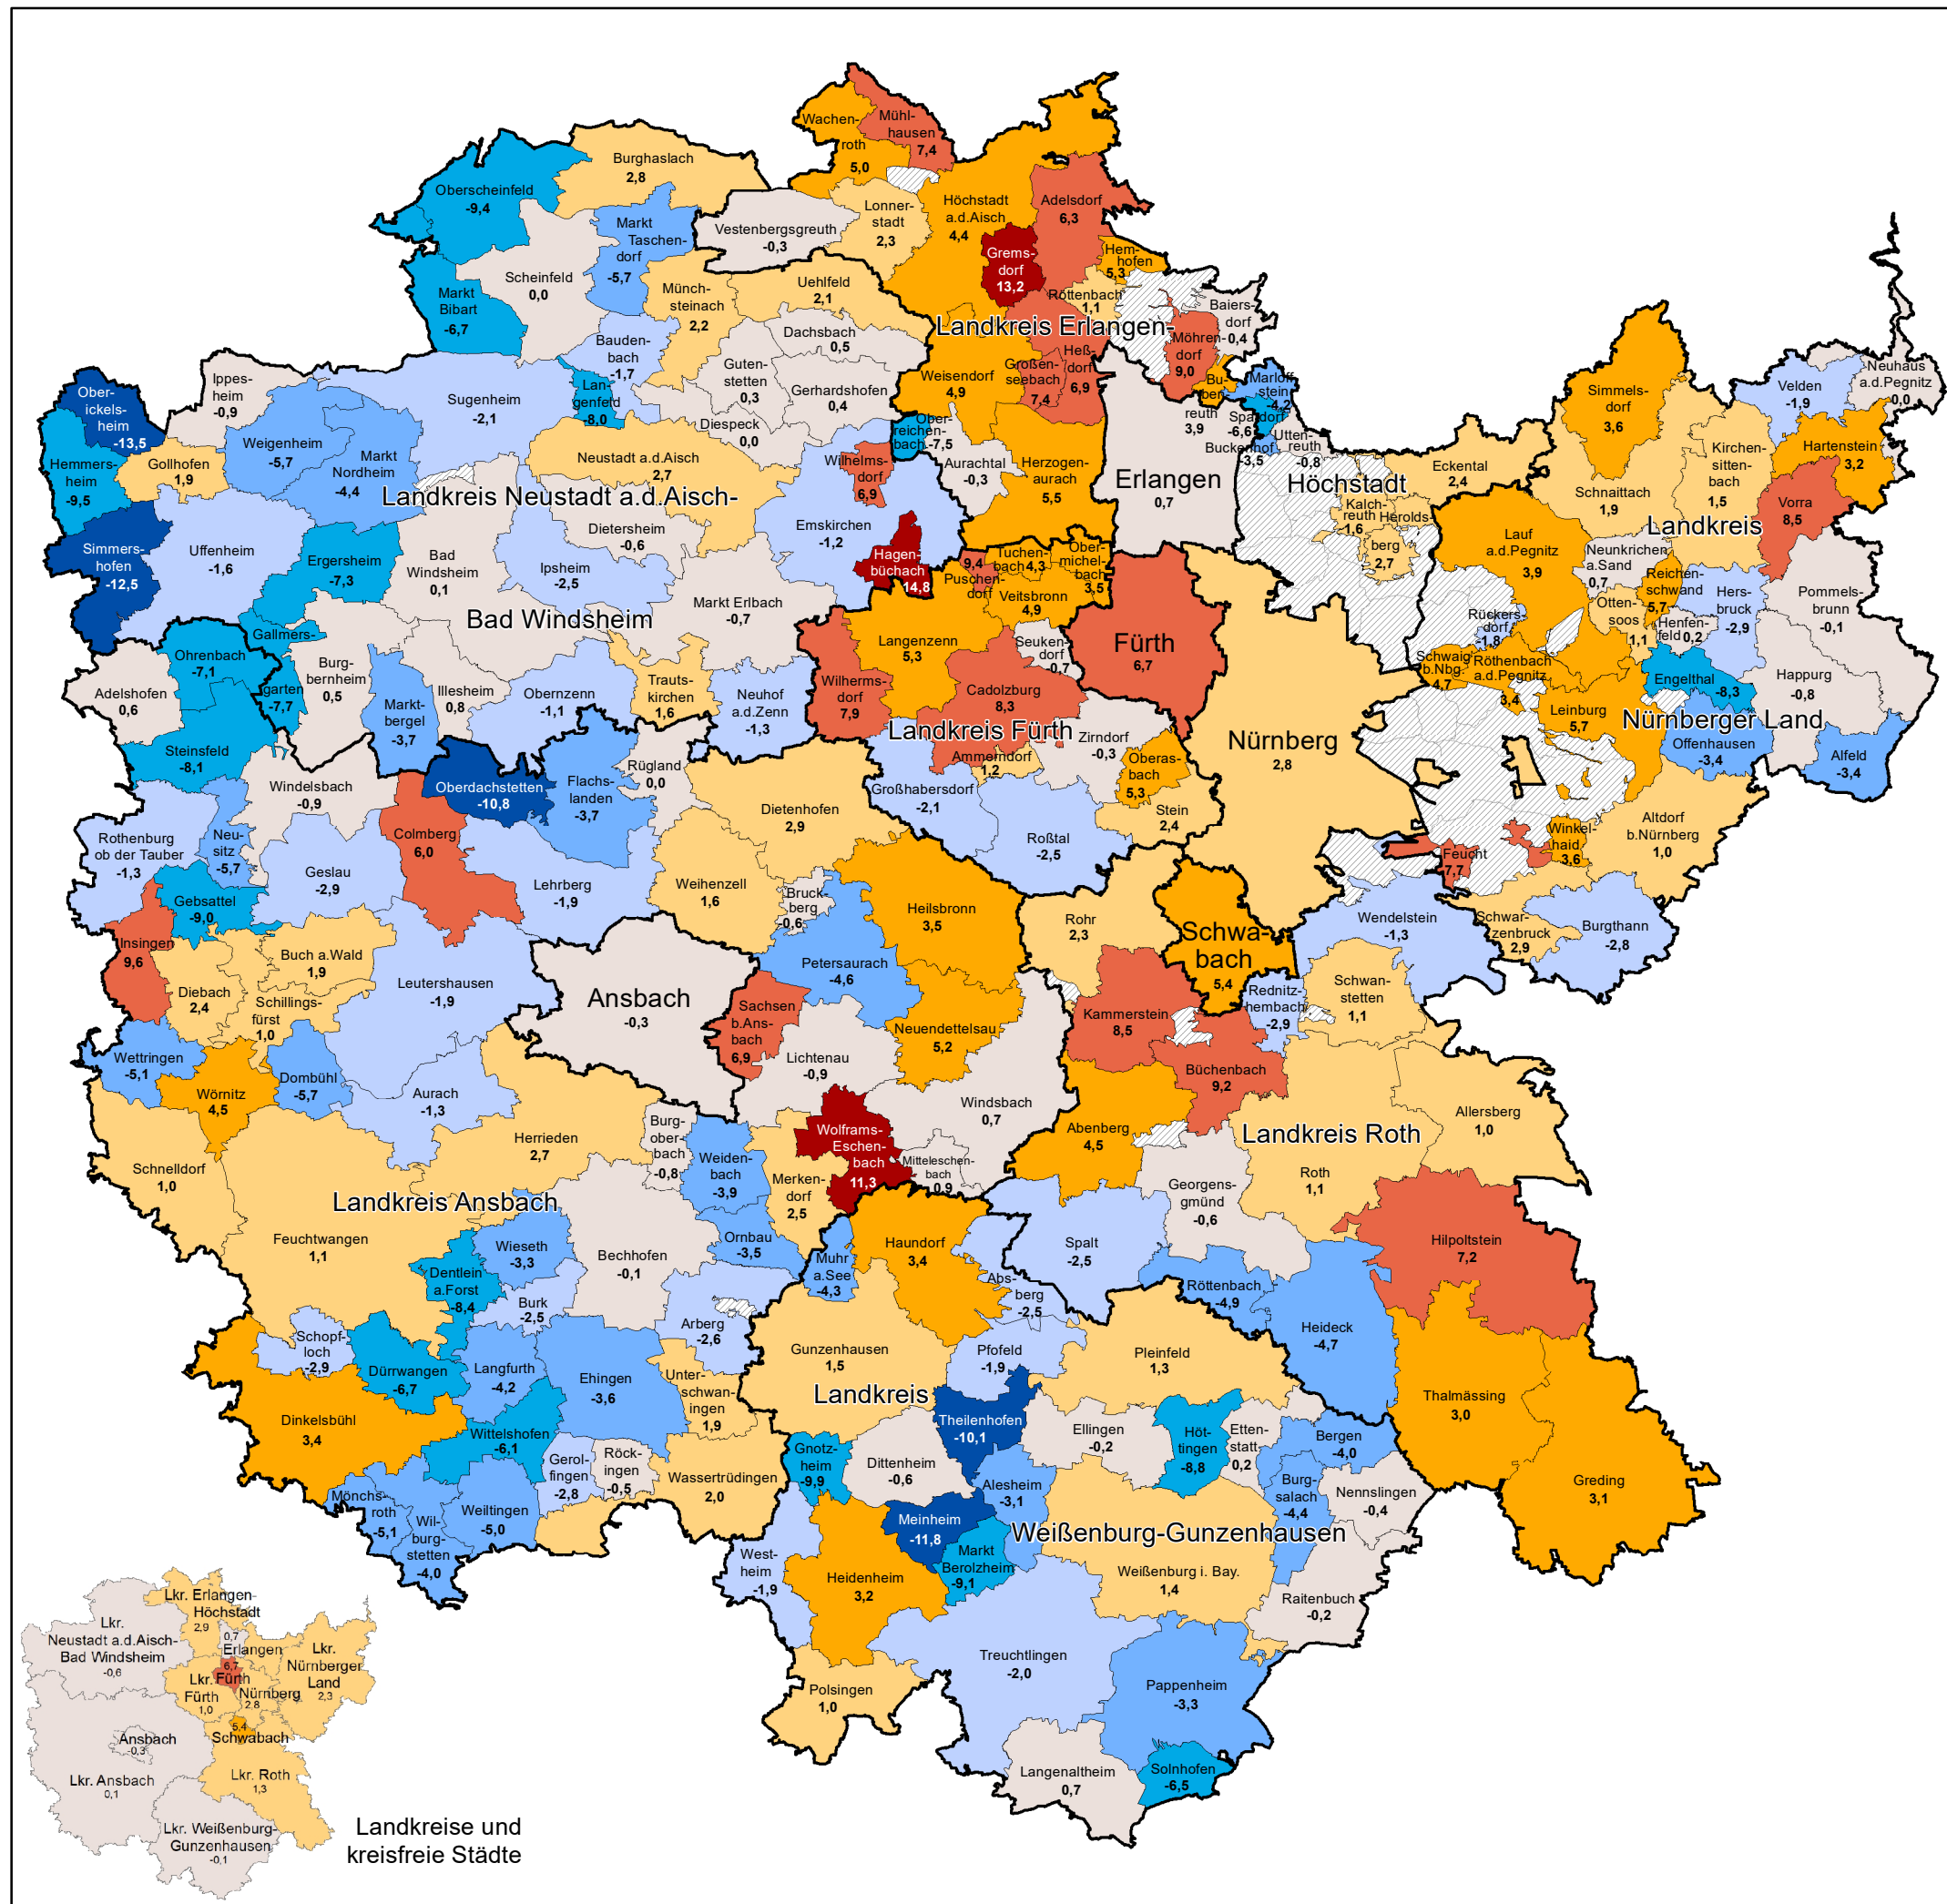 Wachen-
roth
5,0
Mühl-
hausen
7,4
Burghaslach
2,8
Oberscheinfeld
-9,4
Markt
Taschen-
dorf
-5,7
Vestenbergsgreuth
-0,3
Lonner-
stadt
2,3
Höchstadt
a.d.Aisch
4,4
Adelsdorf
6,3
Grems-
dorf
13,2
Hem-
hofen
5,3
Röttenbach
1,1
Scheinfeld
0,0
Markt
Bibart
-6,7
Münch-
steinach
2,2
Uehlfeld
2,1
Dachsbach
0,5
Landkreis Erlangen-
Baiers-
dorf
-0,4
Möhren-
dorf
9,0
Bauden-
bach
-1,7
Guten-
stetten
0,3
Gerhardshofen
0,4
Weisendorf
4,9
Großen-
seebach
7,4
Heß-
dorf
6,9
Bu-
ben-
reuth
3,9
Marloff-
stein
-4,2
Spardorf
-6,6
Utten-
reuth
-0,8
Buckenhof
-3,5
Simmels-
dorf
3,6
Velden
-1,9
Neuhaus
a.d.Pegnitz
0,0
Hartenstein
3,2
Kirchen-
sitten-
bach
1,5
Vorra
8,5
Schnaittach
1,9
Eckental
2,4
Ober-
ickels-
heim
-13,5
Ippes-
heim
-0,9
Hemmers-
heim
-9,5
Gollhofen
1,9
Weigenheim
-5,7
Markt
Nordheim
-4,4
Sugenheim
-2,1
Lan-
genfeld
-8,0
Diespeck
0,0
Neustadt a.d.Aisch
2,7
Ober-
reichen-
bach
-7,5
Wilhelms-
dorf
6,9
Aurachtal
-0,3
Herzogen-
aurach
5,5
Erlangen
0,7
Höchstadt
Kalch-
reuth
1,6
Herolds-
berg
2,7
Landkreis
Lauf
a.d.Pegnitz
3,9
Neunkirchen
a.Sand
0,7
Reichen-
schwand
5,7
Otten-
soos
1,1
Henfen-
feld
0,2
Hers-
bruck
-2,9
Pommels-
brunn
-0,1
Happurg
-0,8
Rückers-
dorf
-1,8
Schwaig
b.Nbg.
4,7
Röthenbach
a.d.Pegnitz
3,4
Engelthal
-8,3
Leinburg
5,7
Nürnberger Land
Offenhausen
-3,4
Alfeld
-3,4
Landkreis Neustadt a.d.Aisch-
Simmers-
hofen
-12,5
Uffenheim
-1,6
Ergersheim
-7,3
Bad
Windsheim
0,1
Ipsheim
-2,5
Dietersheim
-0,6
Emskirchen
-1,2
Hagen-
büchach
14,8
Markt Erlbach
-0,7
Bad Windsheim
Puschen-
dorf
9,4
Tuchen-
bach
4,3
Ober-
michel-
bach
3,5
Veitsbronn
4,9
Langenzenn
5,3
Seuken-
dorf
0,7
Fürth
6,7
Wilhermsdorf
7,9
Cadolzburg
8,3
Landkreis Fürth
Ammerndorf
1,2
Zirndorf
-0,3
Oberas-
bach
5,3
Stein
2,4
Großhabersdorf
-2,1
Roßtal
-2,5
Nürnberg
2,8
Gallmers-
garten
-7,7
Ohrenbach
-7,1
Adelshofen
0,6
Steinsfeld
-8,1
Burg-
bernheim
0,5
Markt-
bergel
-3,7
Illesheim
0,8
Obernzenn
-1,1
Trauts-
kirchen
1,6
Neuhof
a.d.Zenn
-1,3
Windelsbach
-0,9
Oberdachstetten
-10,8
Flachs-
landen
-3,7
Rügland
0,0
Dietenhofen
2,9
Rothenburg
ob der Tauber
-1,3
Neu-
sitz
-5,7
Colmberg
6,0
Geslau
-2,9
Lehrberg
-1,9
Weihenzell
1,6
Bruck-
berg
-0,6
Heilsbronn
3,5
Gebsattel
-9,0
Insingen
9,6
Buch a.Wald
1,9
Diebach
2,4
Schillings-
fürst
1,0
Leutershausen
-1,9
Ansbach
-0,3
Petersaurach
-4,6
Sachsen
b.Ans-
bach
6,9
Neuendettelsau
5,2
Lichtenau
-0,9
Rohr
2,3
Schwa-
bach
5,4
Kammerstein
8,5
Rednitz-
hembach
-2,9
Büchenbach
9,2
Wendelstein
-1,3
Schwan-
stetten
1,1
Feucht
7,7
Winkel-
haid
3,6
Altdorf
b.Nürnberg
1,0
Schwar-
zenbruck
2,9
Burgthann
-2,8
Wettringen
-5,1
Wörnitz
4,5
Dombühl
-5,7
Aurach
-1,3
Herrieden
2,7
Burg-
ober-
bach
-0,8
Weiden-
bach
-3,9
Merken-
dorf
2,5
Wolframs-
Eschen-
bach
11,3
Mitteleschen-
bach
0,9
Windsbach
0,7
Abenberg
4,5
Landkreis Roth
Allersberg
1,0
Roth
1,1
Georgens-
gmünd
-0,6
Hilpoltstein
7,2
Schnelldorf
1,0
Landkreis Ansbach
Feuchtwangen
1,1
Wieseth
-3,3
Dentlein
a.Forst
-8,4
Burk
-2,5
Bechhofen
-0,1
Ornbau
-3,5
Arberg
-2,6
Muhr
a.See
-4,3
Haundorf
3,4
Abs-
berg
-2,5
Spalt
-2,5
Röttenbach
-4,9
Heideck
-4,7
Thalmässing
3,0
Greding
3,1
Schopf-
loch
-2,9
Dürrwangen
-6,7
Langfurth
-4,2
Ehingen
-3,6
Unter-
schwan-
ingen
1,9
Gunzenhausen
1,5
Pfofeld
-1,9
Pleinfeld
1,3
Landkreis
Dinkelsbühl
3,4
Wittelshofen
-6,1
Gerol-
fingen
-2,8
Röck-
ingen
-0,5
Wassertrüdingen
2,0
Gnotz-
heim
-9,9
Dittenheim
-0,6
Theilenhofen
-10,1
Ellingen
-0,2
Höt-
tingen
-8,8
Etten-
statt
0,2
Bergen
-4,0
Burg-
salach
-4,4
Nennslingen
-0,4
Alesheim
-3,1
Mönchs-
roth
-5,1
Wil-
burg-
stetten
-4,0
Weiltingen
-5,0
Meinheim
-11,8
Markt
Berolzheim
-9,1
Weißenburg-Gunzenhausen
Weißenburg i. Bay.
1,4
West-
heim
-1,9
Heidenheim
3,2
Raitenbuch
-0,2
Treuchtlingen
-2,0
Pappenheim
-3,3
Polsingen
1,0
Langenaltheim
0,7
Solnhofen
-6,5
Lkr. Erlangen-
Höchstadt
2,9
Lkr.
Neustadt a.d.Aisch-
Bad Windsheim
-0,6
0,7
Erlangen
6,7
Fürth
Lkr.
Fürth
1,0
Nürnberg
2,8
Lkr.
Nürnberger
Land
2,3
5,4
Schwabach
Ansbach
-0,3
Lkr. Ansbach
0,1
Lkr. Roth
1,3
Lkr. Weißenburg-
Gunzenhausen
-0,1
Landkreise und
kreisfreie Städte